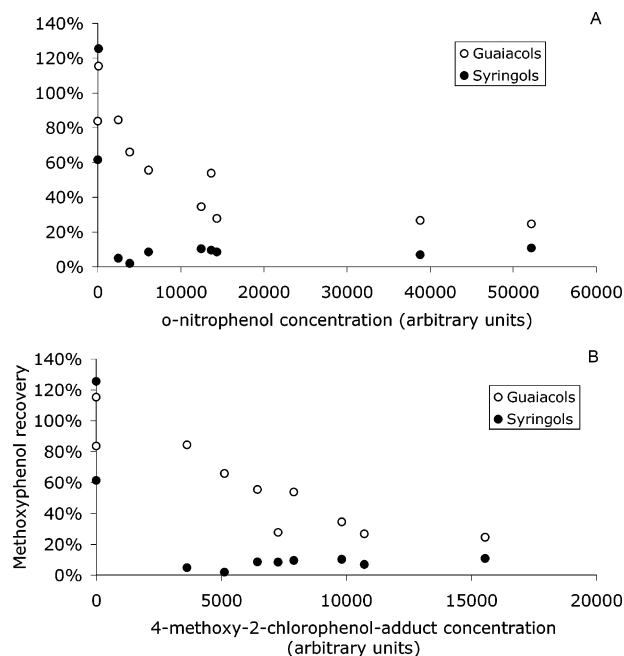 A
140%
120%
100%
80%
60%
40%
20%
0%
Guaiacols
Syringols
0 10000 20000 30000 40000 50000 60000
o-nitrophenol concentration (arbitrary units)
B
Methoxyphenol recovery
140%
120%
100%
80%
60%
40%
20%
0%
Guaiacols
Syringols
0 5000 10000 15000 20000
4-methoxy-2-chlorophenol-adduct concentration
(arbitrary units)